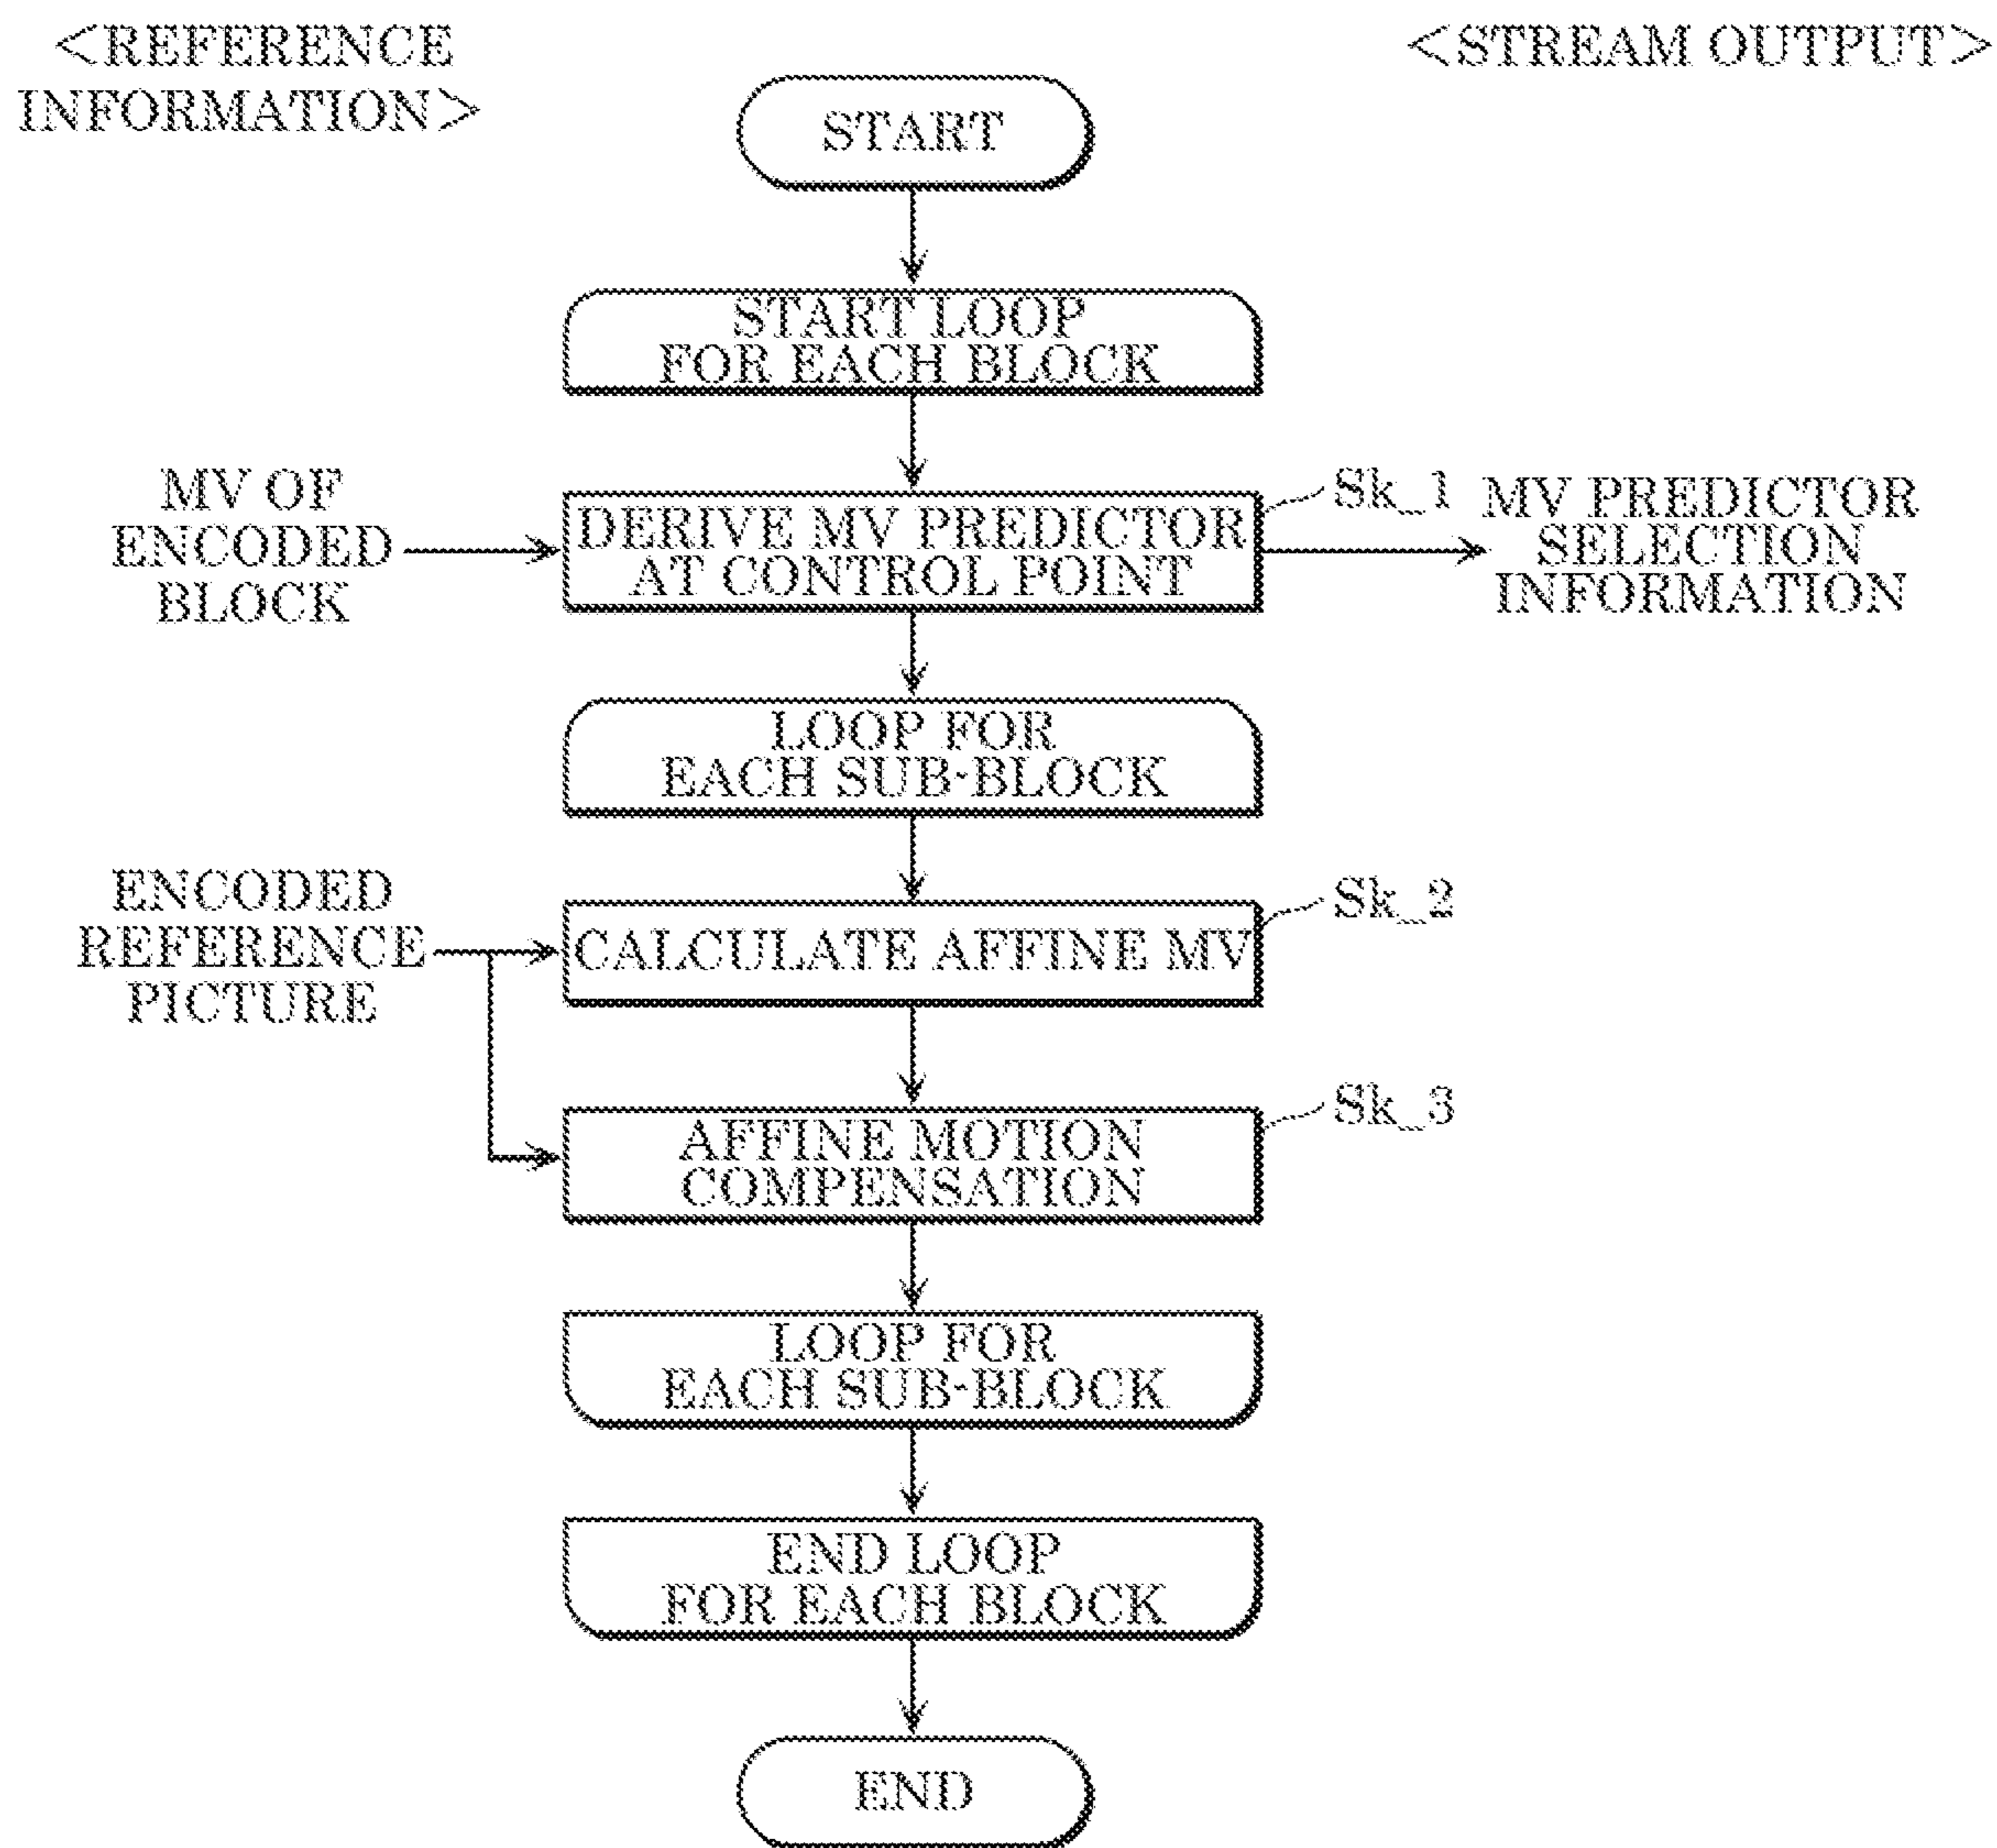 <REFERENCE
INFORMATION>
<STREAM OUTPUT>
START
START LOOP
FOR EACH BLOCK
MV OF
ENCODED
BLOCK
DERIVE MV PREDICTOR
AT CONTROL POINT
Sk_1
MV PREDICTOR
SELECTION
INFORMATION
LOOP FOR
EACH SUB-BLOCK
ENCODED
REFERENCE
PICTURE
CALCULATE AFFINE MV
Sk_2
AFFINE MOTION
COMPENSATION
Sk_3
LOOP FOR
EACH SUB-BLOCK
END LOOP
FOR EACH BLOCK
END